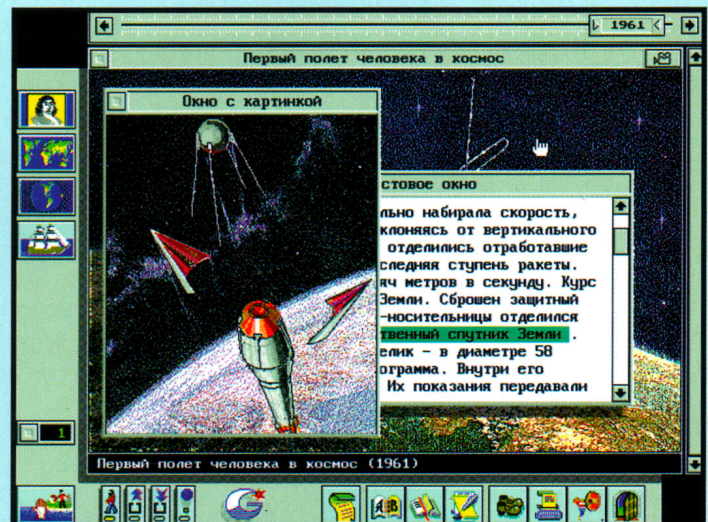 1961
Первый полет человека в космос
Окно с картинкой
стовое окно
льно набирала скорость,
клоняясь от вертикального
отделились отработавшие
следняя ступень ракеты.
яч метров в секунду. Курс
Земли. Сброшен защитный
-носительницы отделился
твенный спутник Земли .
елик - в диаметре 58
ограмма. Внутри его
Их показания передавали
1
Первый полет человека в космос (1961)